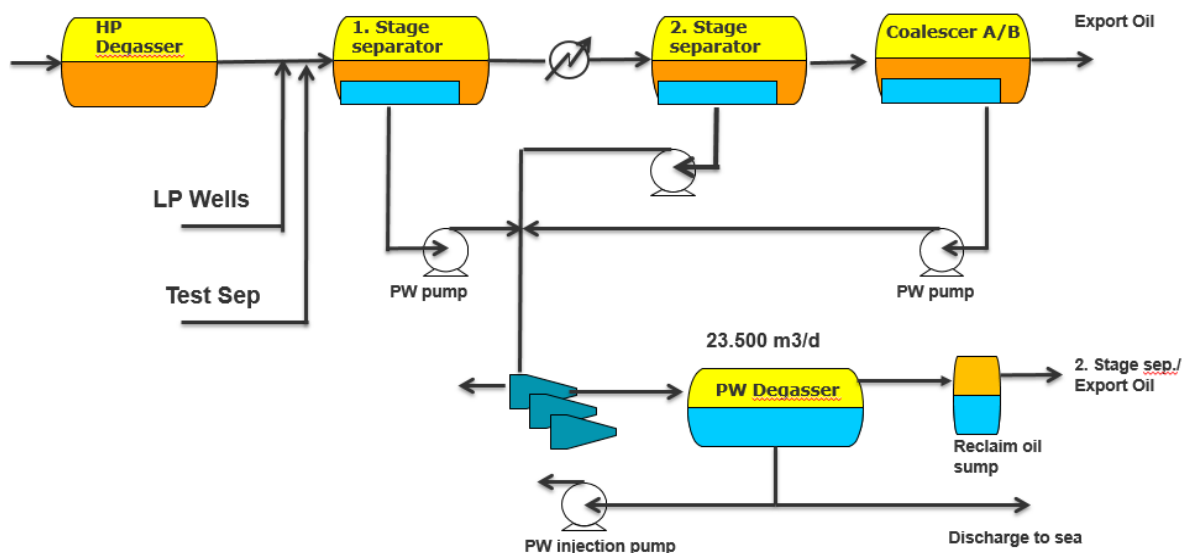 HP
Degasser
1. Stage
separator
2. Stage
separator
Coalescer A/B
Export Oil
LP Wells
Test Sep
PW pump
PW pump
23.500 m3/d
PW Degasser
2. Stage sep./
Export Oil
Reclaim oil
sump
PW injection pump
Discharge to sea